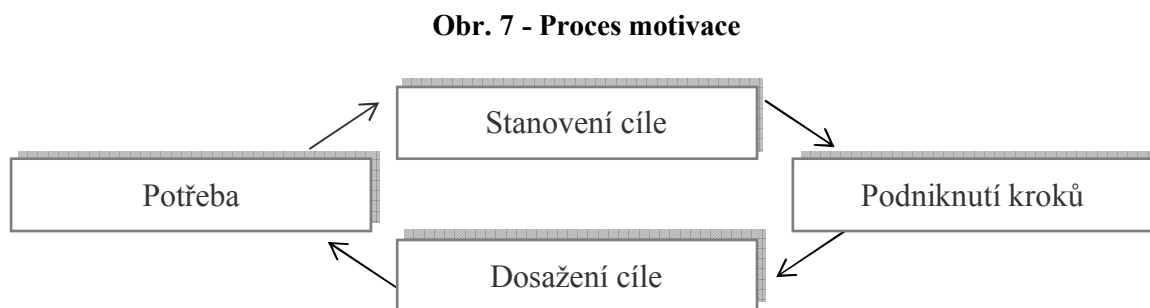 Obr. 7 - Proces motivace
Stanovení cíle
Potřeba
Podniknutí kroků
Dosažení cíle